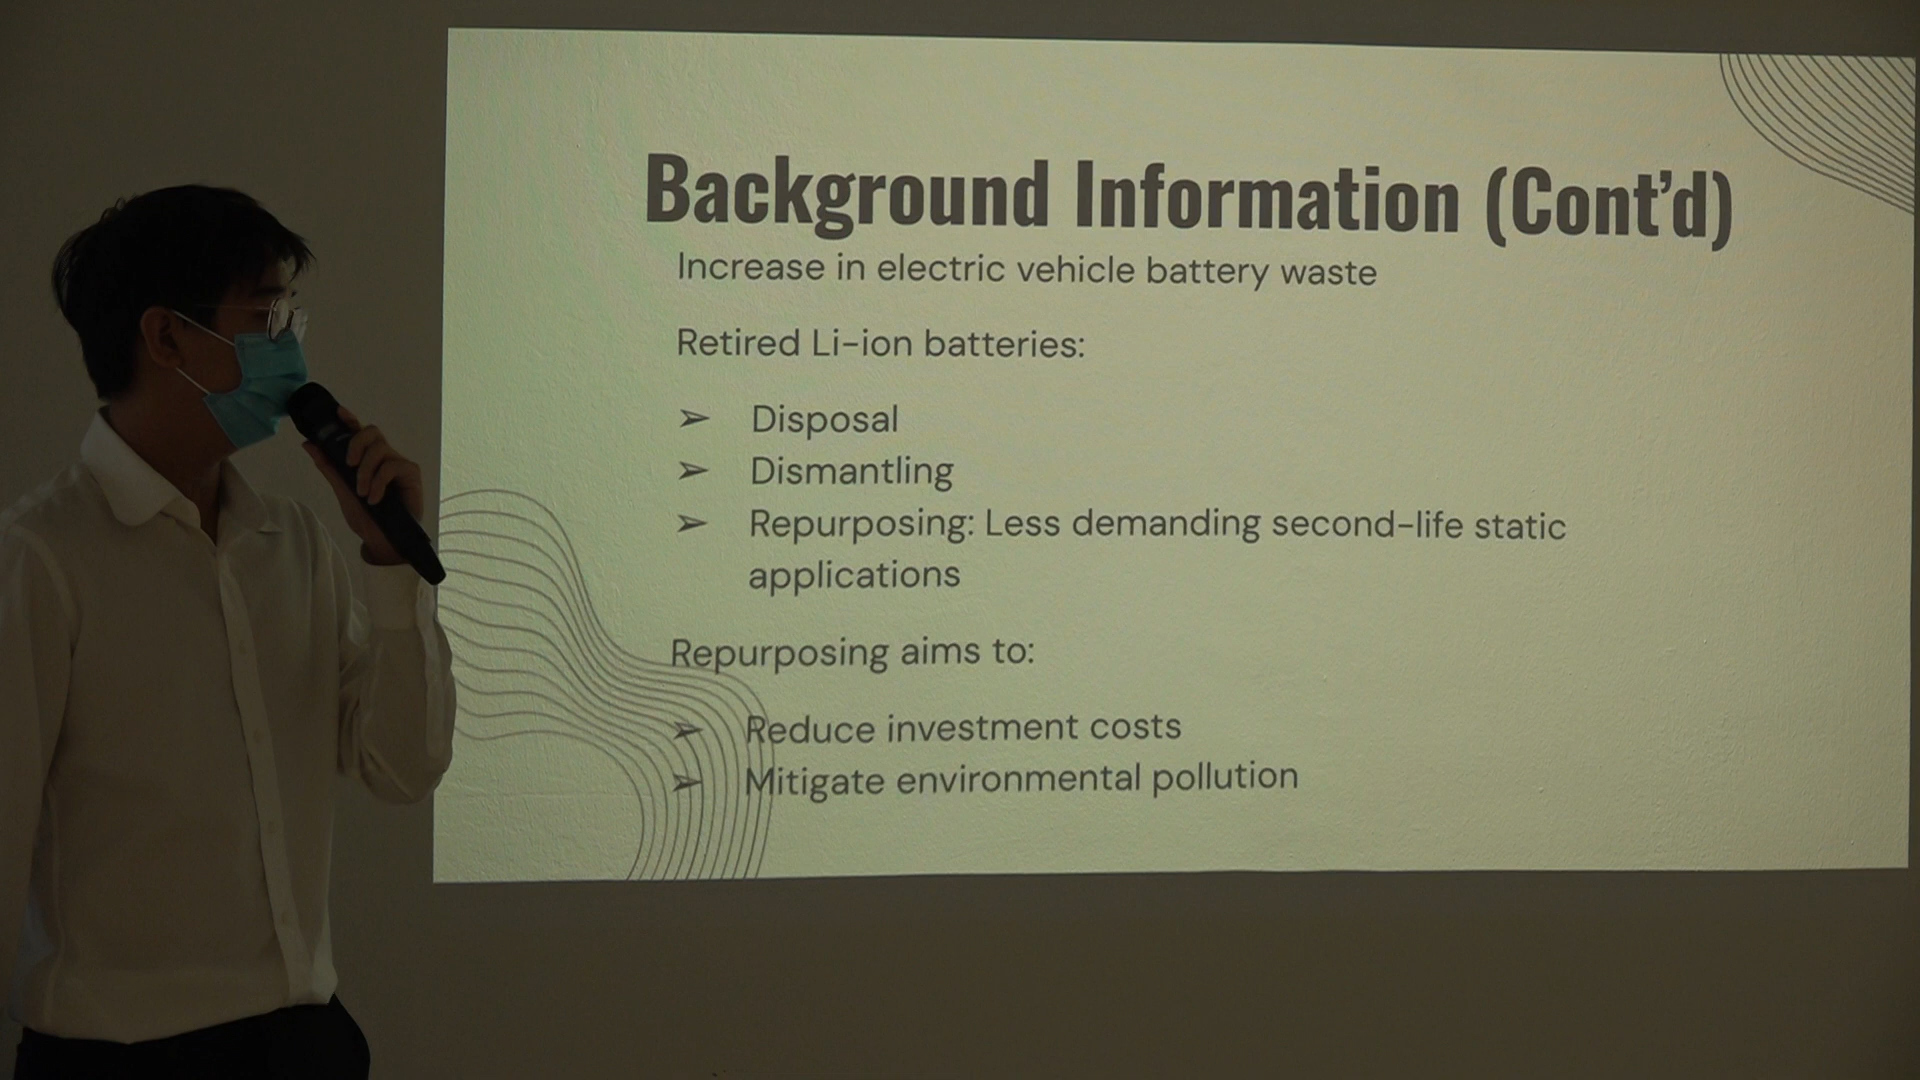 Background Information (Cont'd)
Increase in electric vehicle battery waste
Retired Li-ion batteries:
➢ Disposal
➢ Dismantling
➢ Repurposing: Less demanding second-life static
applications
Repurposing aims to:
➢ Reduce investment costs
➢ Mitigate environmental pollution